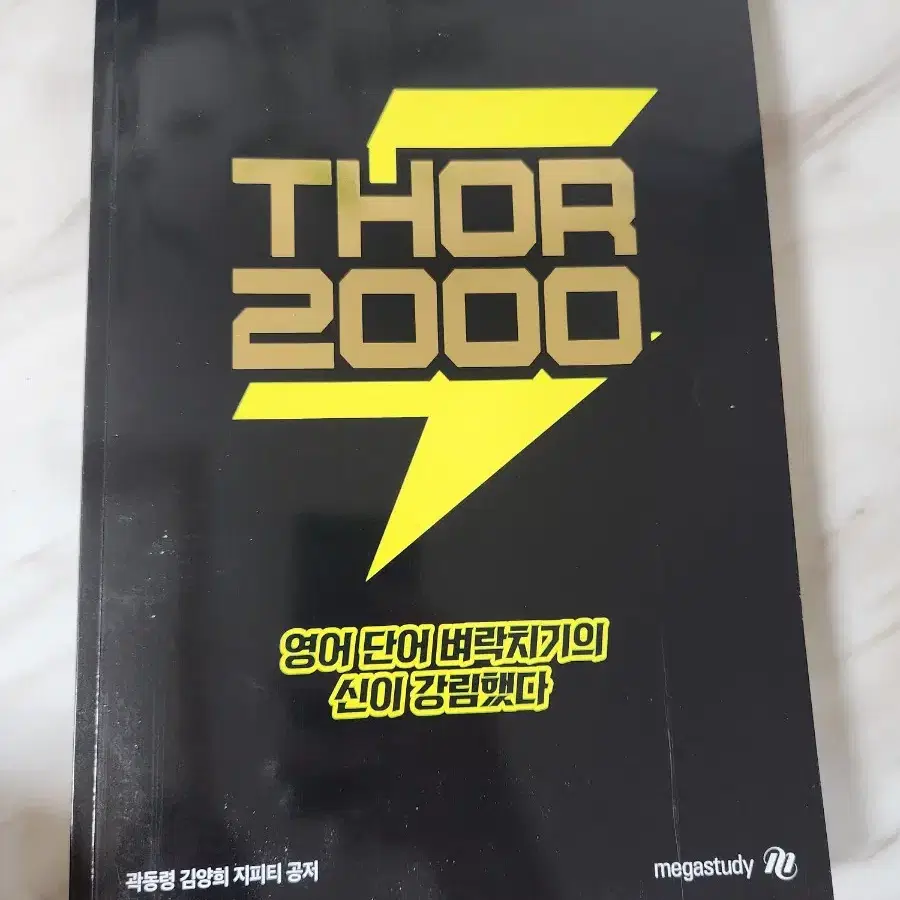 THOR
2000
영어 단어 벼락치기의
신이 강림했다
곽동령 김양희 지피티 공저
megastudy m